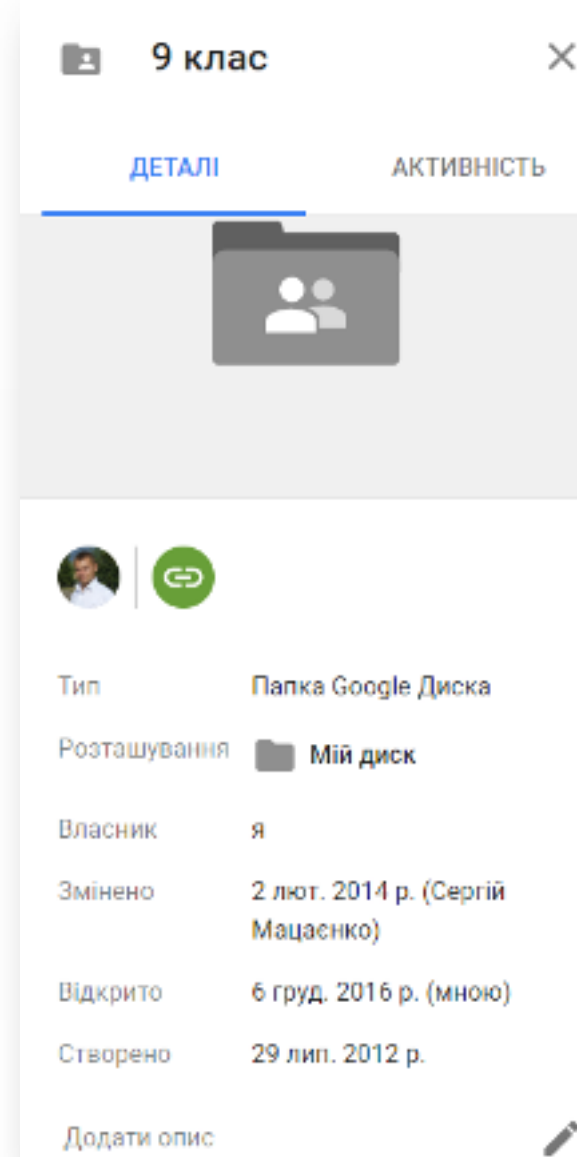 9 клас
ДЕТАЛІ АКТИВНІСТЬ
Тип Папка Google Диска
Розташування Мій диск
Власник я
Змінено 2 лют. 2014 р. (Сергій
Мацаєнко)
Відкрито 6 груд. 2016 р. (мною)
Створено 29 лип. 2012 р.
Додати опис